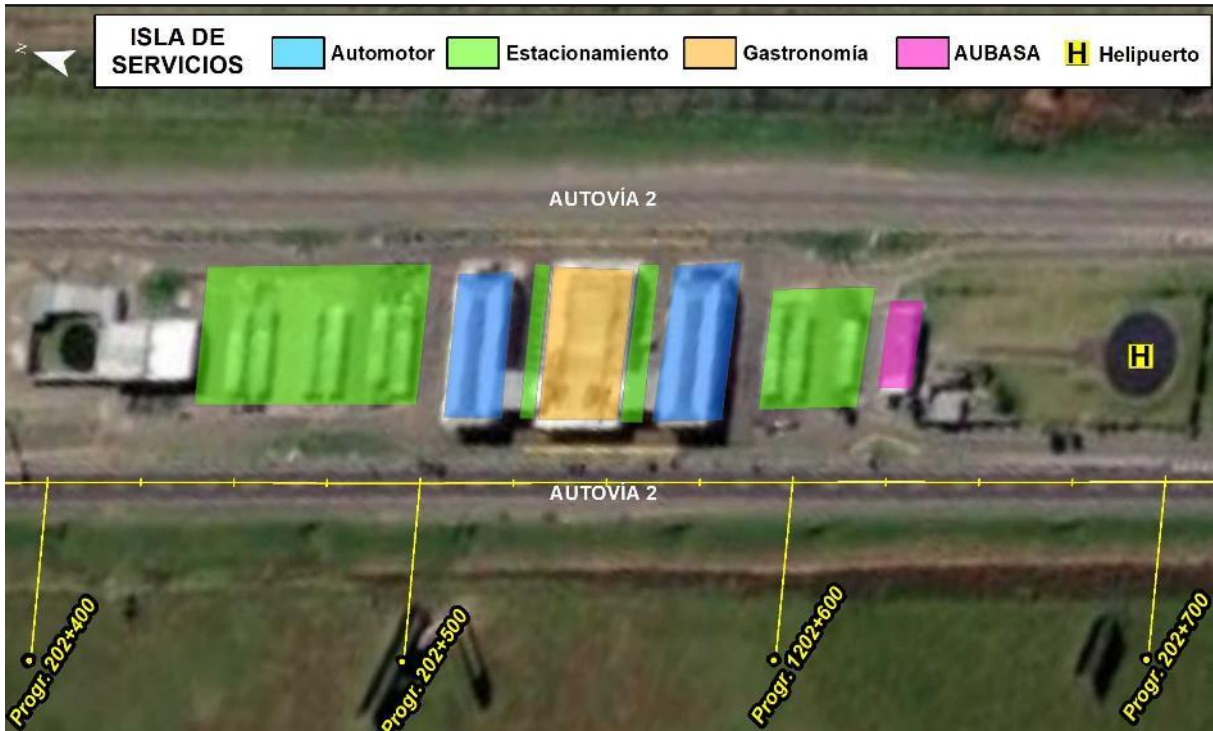 N
ISLA DE
SERVICIOS
Automotor
Estacionamiento
Gastronomía
AUBASA
H Helipuerto
AUTOVÍA 2
H
AUTOVÍA 2
Progr. 202+400
Progr. 202+500
Progr. 1202+600
Progr. 202+700